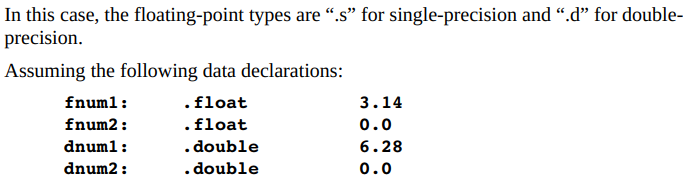 In this case, the floating-point types are “.s” for single-precision and “.d” for double-
precision.
Assuming the following data declarations:
fnum1: .float 3.14
fnum2: .float 0.0
dnum1: .double 6.28
dnum2: .double 0.0